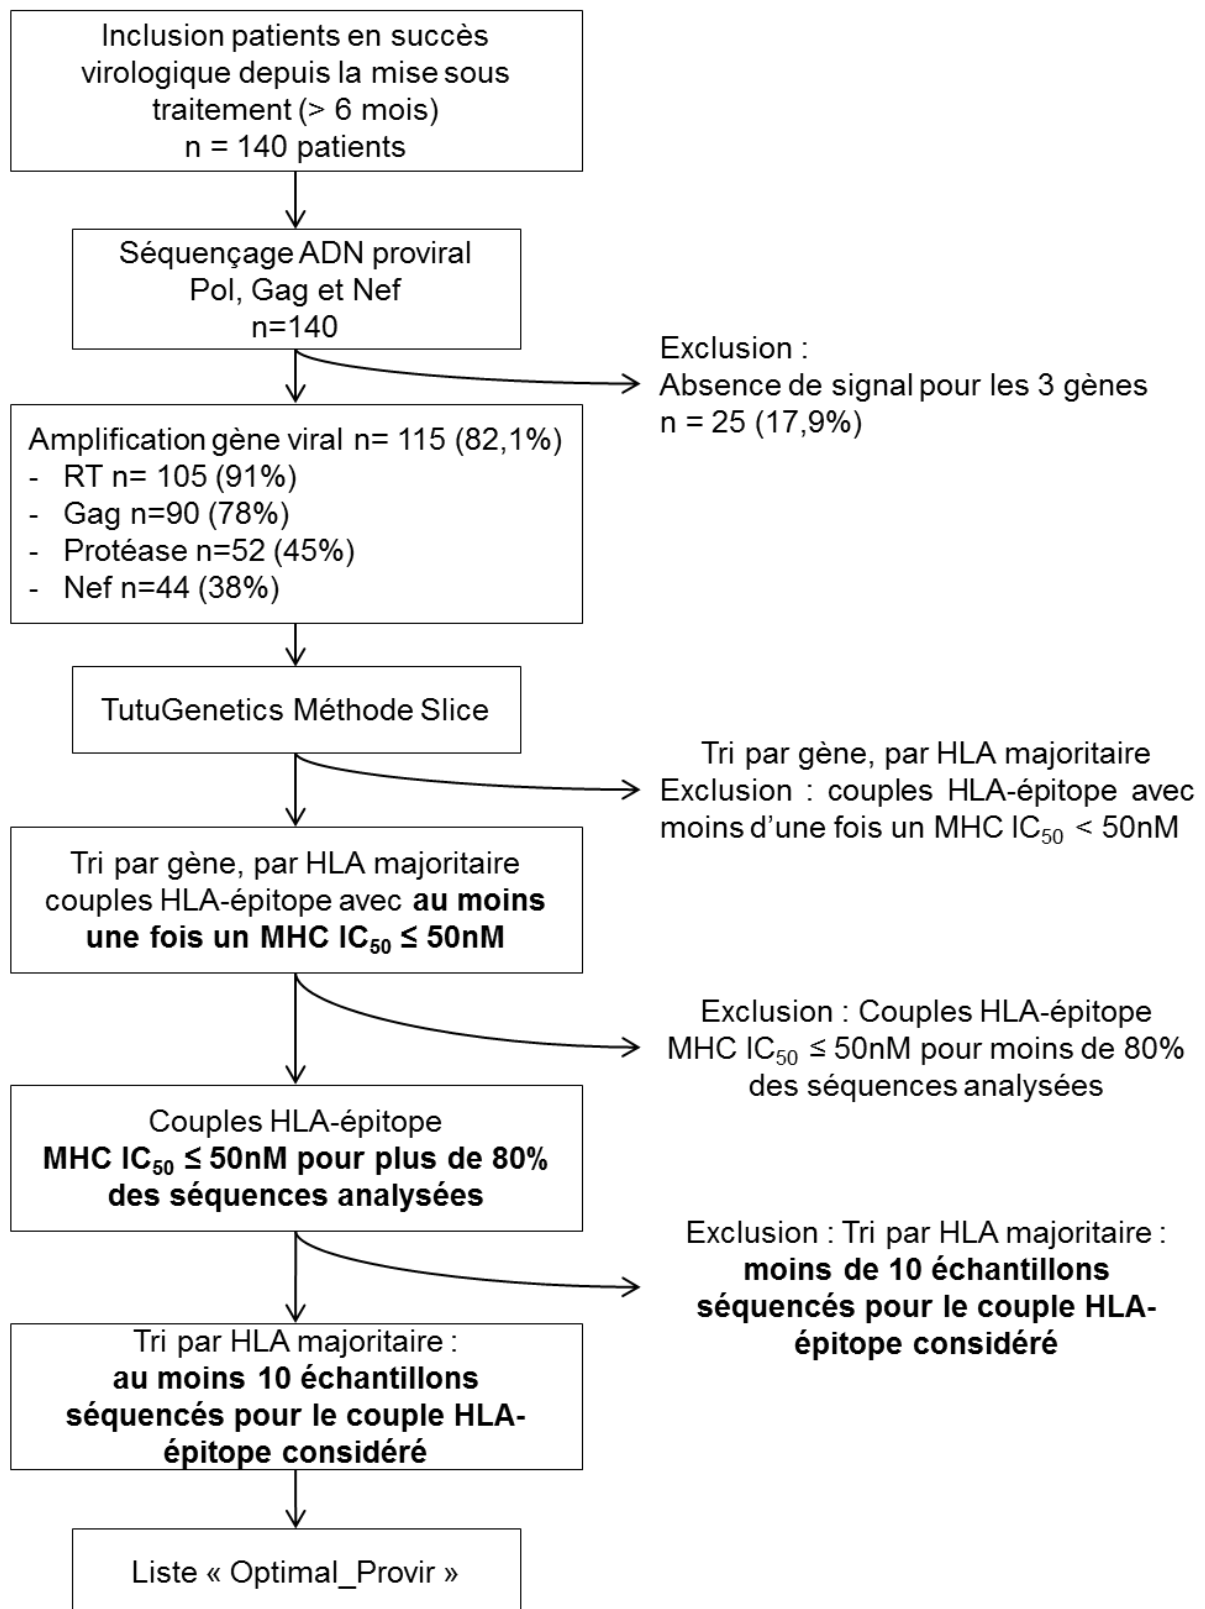 Inclusion patients en succès
virologique depuis la mise sous
traitement (> 6 mois)
n = 140 patients
Séquençage ADN proviral
Pol, Gag et Nef
n=140
Exclusion :
Absence de signal pour les 3 gènes
n = 25 (17,9%)
Amplification gène viral n= 115 (82,1%)
- RT n= 105 (91%)
- Gag n=90 (78%)
- Protéase n=52 (45%)
- Nef n=44 (38%)
TutuGenetics Méthode Slice
Tri par gène, par HLA majoritaire
Exclusion : couples HLA-épitope avec
moins d’une fois un MHC IC50 < 50nM
Tri par gène, par HLA majoritaire
couples HLA-épitope avec au moins
une fois un MHC IC50 ≤ 50nM
Exclusion : Couples HLA-épitope
MHC IC50 ≤ 50nM pour moins de 80%
des séquences analysées
Couples HLA-épitope
MHC IC50 ≤ 50nM pour plus de 80%
des séquences analysées
Exclusion : Tri par HLA majoritaire :
moins de 10 échantillons
séquencés pour le couple HLA-
épitope considéré
Tri par HLA majoritaire :
au moins 10 échantillons
séquencés pour le couple HLA-
épitope considéré
Liste « Optimal_Provir »